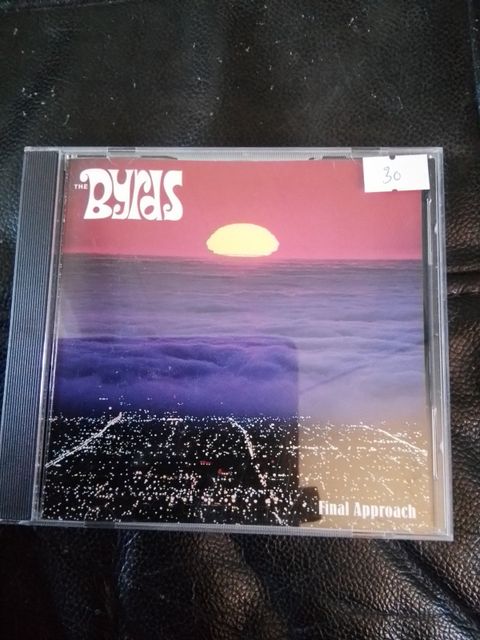 THE Byrds
30
Final Approach